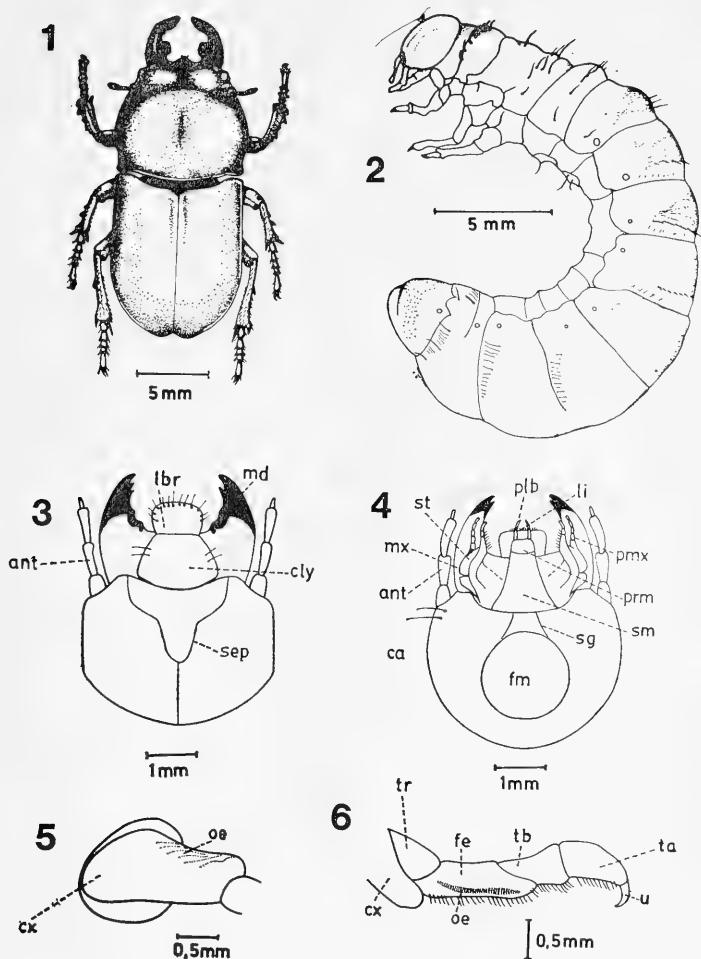 1
5 mm
2
5 mm
3
lbr
md
ant
cly
sep
1mm
4
plb
li
st
mx
ant
ca
pmx
prm
sm
sg
fm
1mm
5
oe
cx
0,5mm
6
tr
fe
tb
ta
cx
oe
u
0,5mm